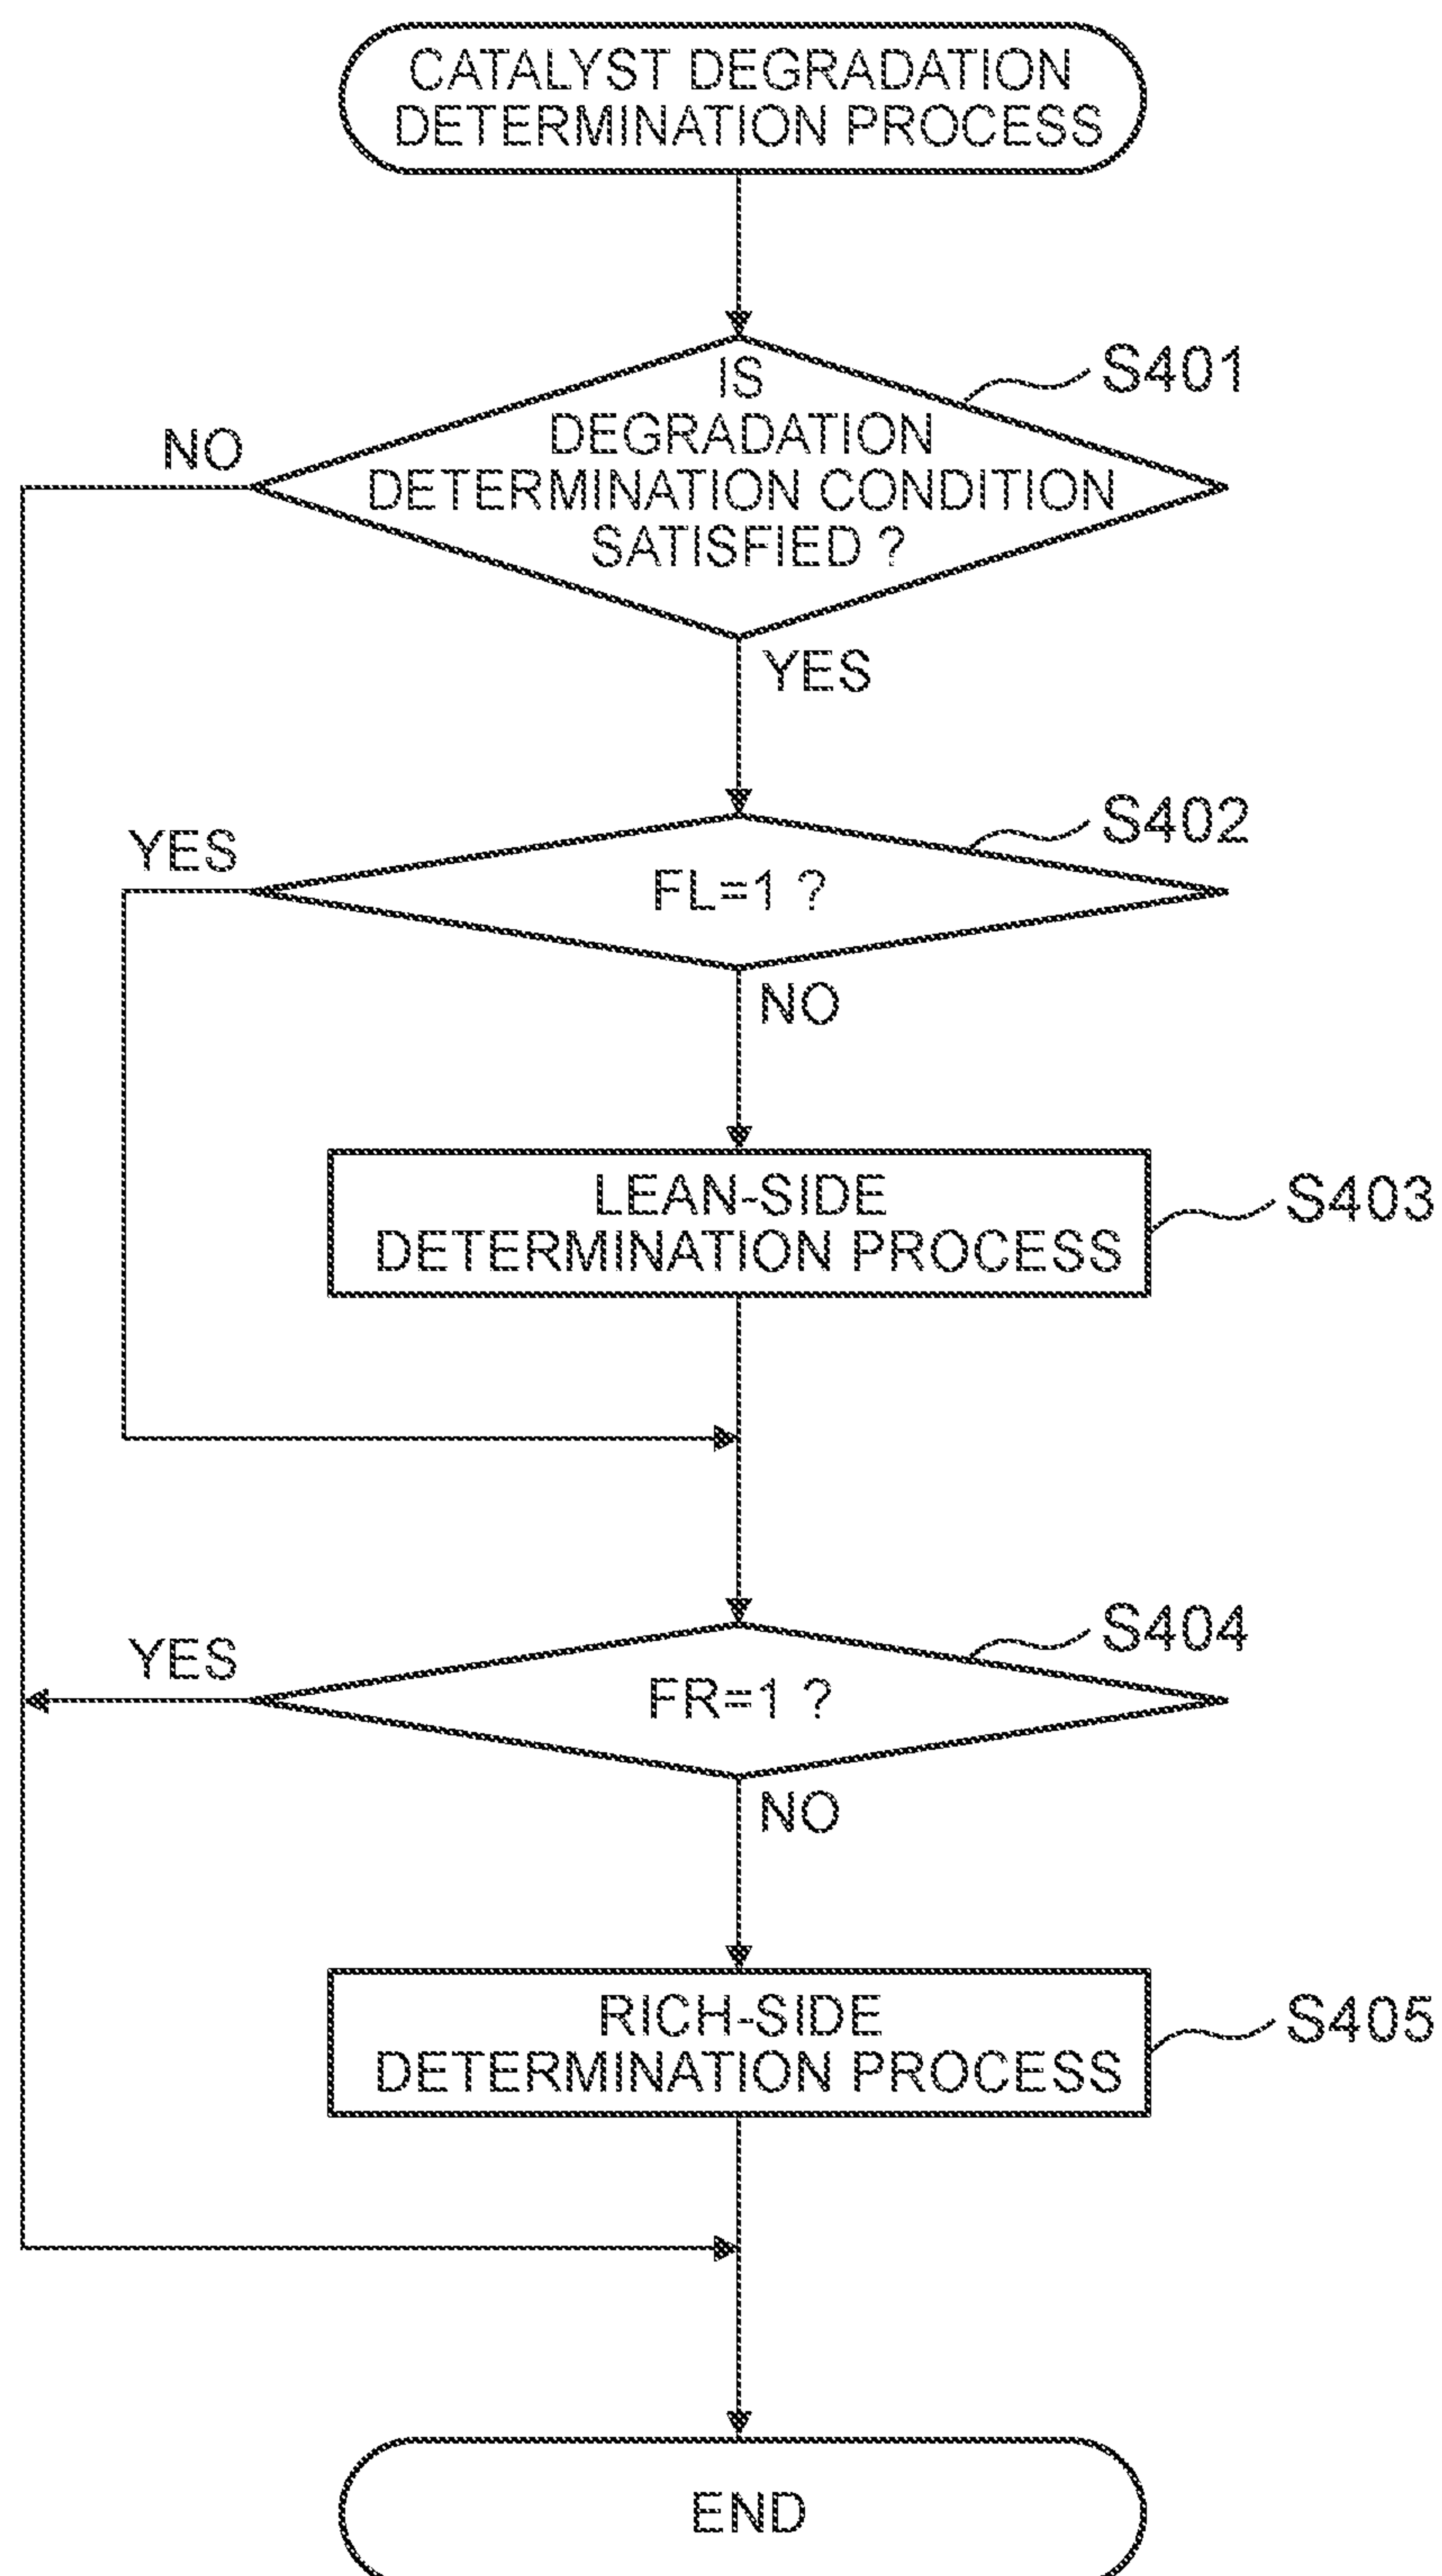 CATALYST DEGRADATION
DETERMINATION PROCESS
S401
IS
DEGRADATION
DETERMINATION CONDITION
SATISFIED ?
NO
YES
S402
YES
FL=1 ?
NO
LEAN-SIDE
DETERMINATION PROCESS
S403
S404
YES
FR=1 ?
NO
RICH-SIDE
DETERMINATION PROCESS
S405
END